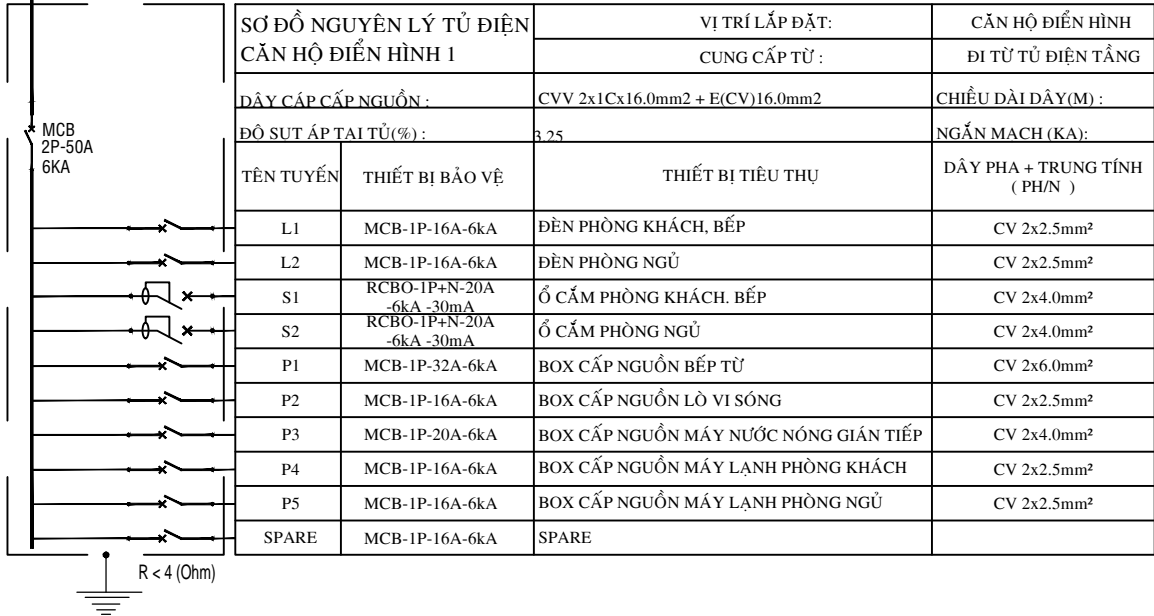 SƠ ĐỒ NGUYÊN LÝ TỦ ĐIỆN
CĂN HỘ ĐIỂN HÌNH 1
VỊ TRÍ LẮP ĐẶT:
CĂN HỘ ĐIỂN HÌNH
CUNG CẤP TỪ :
ĐI TỪ TỦ ĐIỆN TẦNG
DÂY CÁP CẤP NGUỒN :
CVV 2x1Cx16.0mm2 + E(CV)16.0mm2
CHIỀU DÀI DÂY(M) :
ĐỘ SỤT ÁP TẠI TỦ(%) :
3.25
NGẮN MẠCH (KA):
MCB
2P-50A
6KA
TÊN TUYẾN
THIẾT BỊ BẢO VỆ
THIẾT BỊ TIÊU THỤ
DÂY PHA + TRUNG TÍNH
( PH/N )
L1
MCB-1P-16A-6kA
ĐÈN PHÒNG KHÁCH, BẾP
CV 2x2.5mm²
L2
MCB-1P-16A-6kA
ĐÈN PHÒNG NGỦ
CV 2x2.5mm²
S1
RCBO-1P+N-20A
-6kA -30mA
Ổ CẮM PHÒNG KHÁCH. BẾP
CV 2x4.0mm²
S2
RCBO-1P+N-20A
-6kA -30mA
Ổ CẮM PHÒNG NGỦ
CV 2x4.0mm²
P1
MCB-1P-32A-6kA
BOX CẤP NGUỒN BẾP TỪ
CV 2x6.0mm²
P2
MCB-1P-16A-6kA
BOX CẤP NGUỒN LÒ VI SÓNG
CV 2x2.5mm²
P3
MCB-1P-20A-6kA
BOX CẤP NGUỒN MÁY NƯỚC NÓNG GIÁN TIẾP
CV 2x4.0mm²
P4
MCB-1P-16A-6kA
BOX CẤP NGUỒN MÁY LẠNH PHÒNG KHÁCH
CV 2x2.5mm²
P5
MCB-1P-16A-6kA
BOX CẤP NGUỒN MÁY LẠNH PHÒNG NGỦ
CV 2x2.5mm²
SPARE
MCB-1P-16A-6kA
SPARE
R < 4 (Ohm)